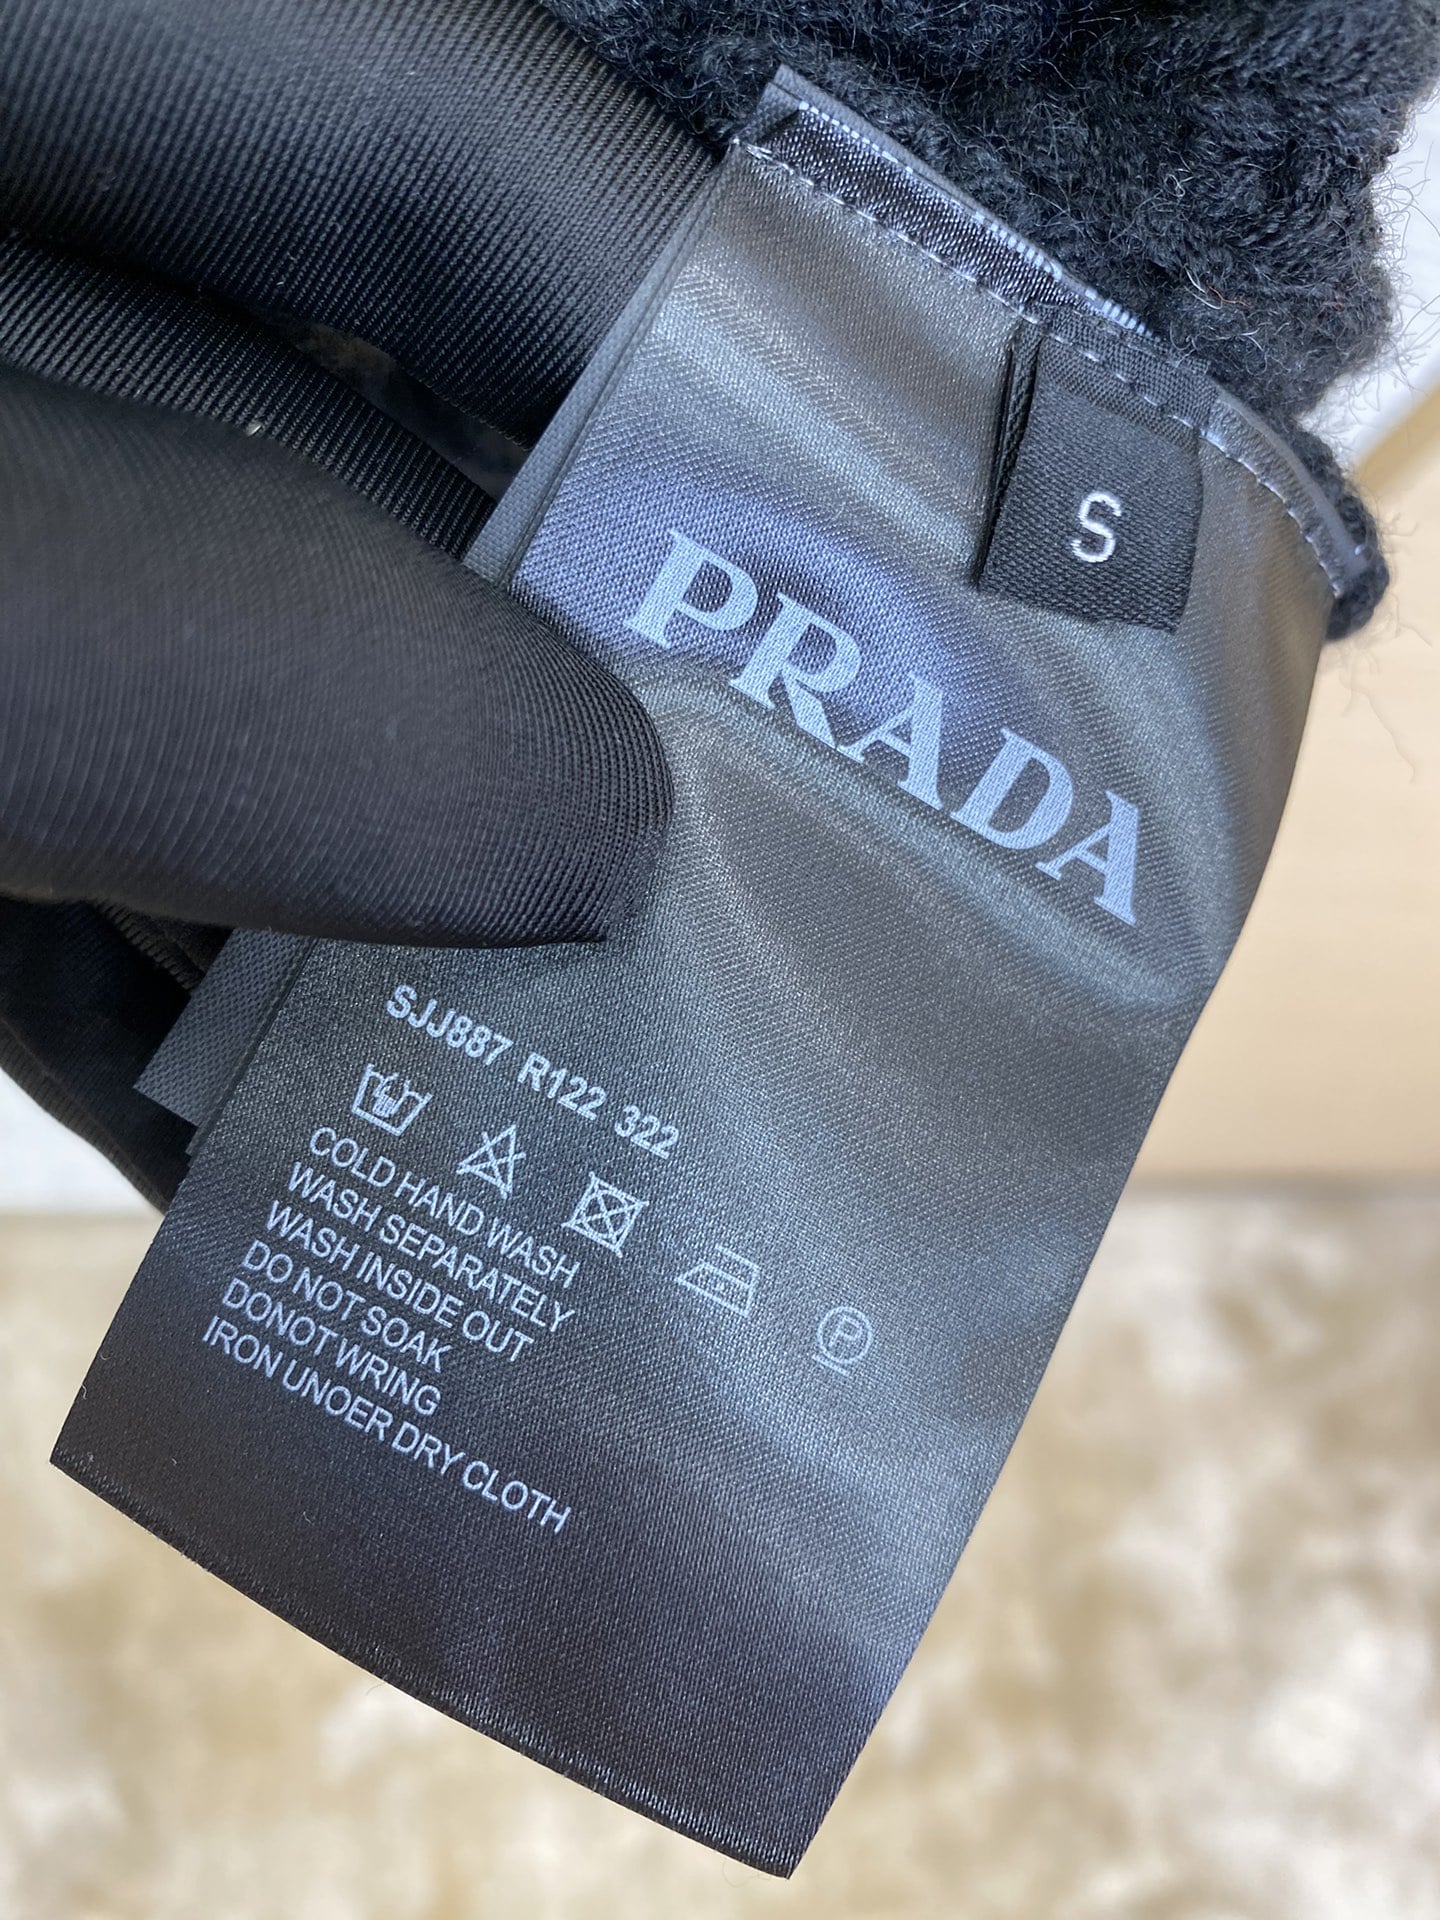 S
PRADA
SJJ887 R122 322
P
COLD HAND WASH
WASH SEPARATELY
WASH INSIDE OUT
DO NOT SOAK
DONOT WRING
IRON UNOER DRY CLOTH